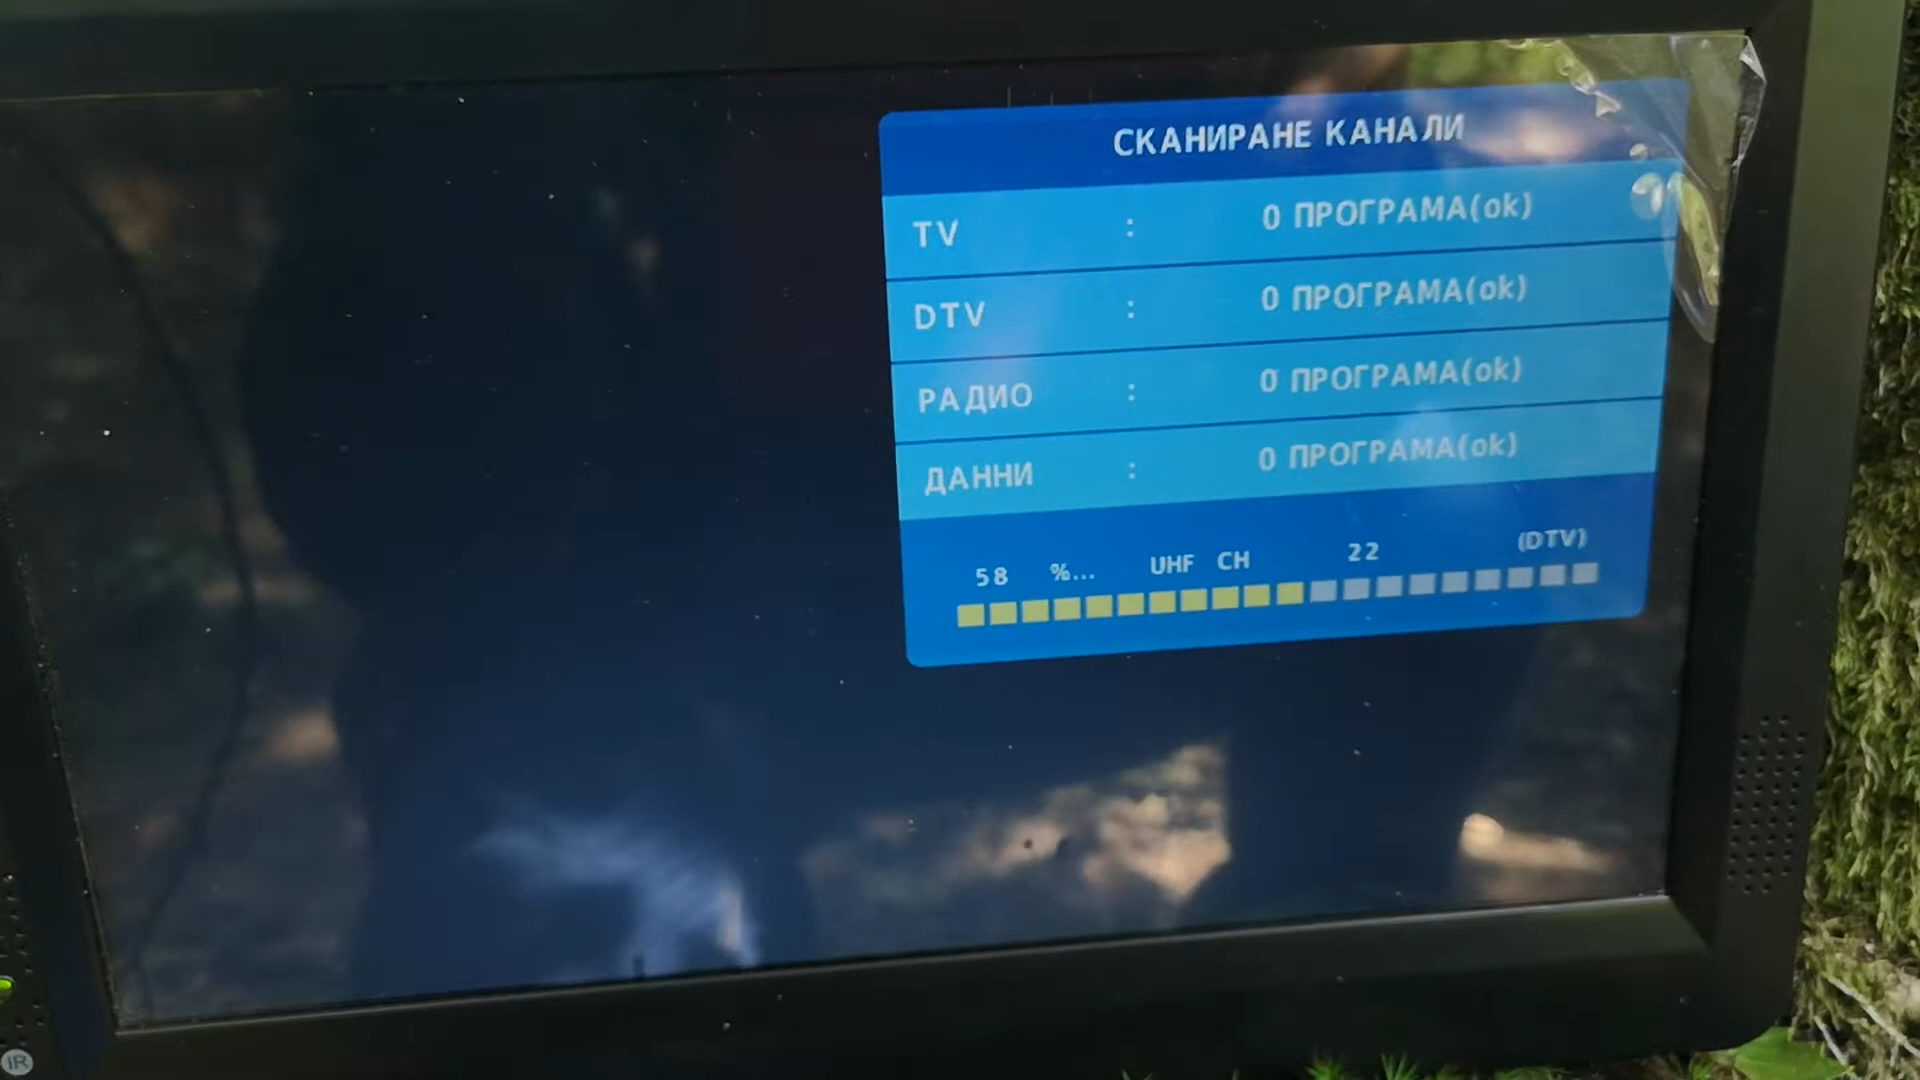 СКАНИРАНЕ КАНАЛИ
TV : 0 ПРОГРАМА(ok)
DTV : 0 ПРОГРАМА(ok)
РАДИО : 0 ПРОГРАМА(ok)
ДАННИ : 0 ПРОГРАМА(ok)
58 %... UHF CH 22 (DTV)
IR